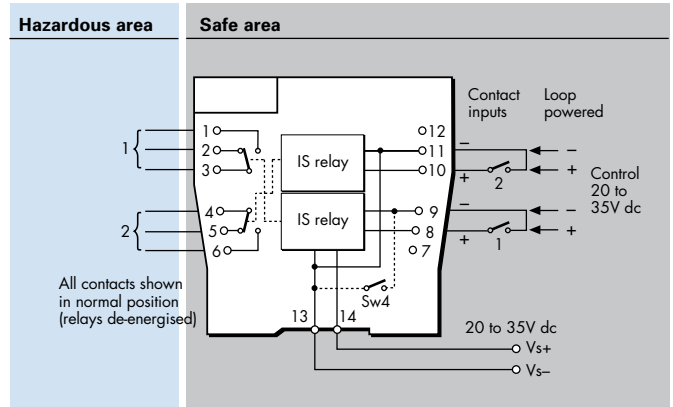 Hazardous area
Safe area
Contact inputs
Loop powered
1
1
2
3
IS relay
12
11
10
–
+
2
–
+
Control 20 to 35V dc
2
4
5
6
IS relay
9
8
7
–
+
1
–
+
All contacts shown
in normal position
(relays de-energised)
Sw4
13
14
20 to 35V dc
Vs+
Vs–